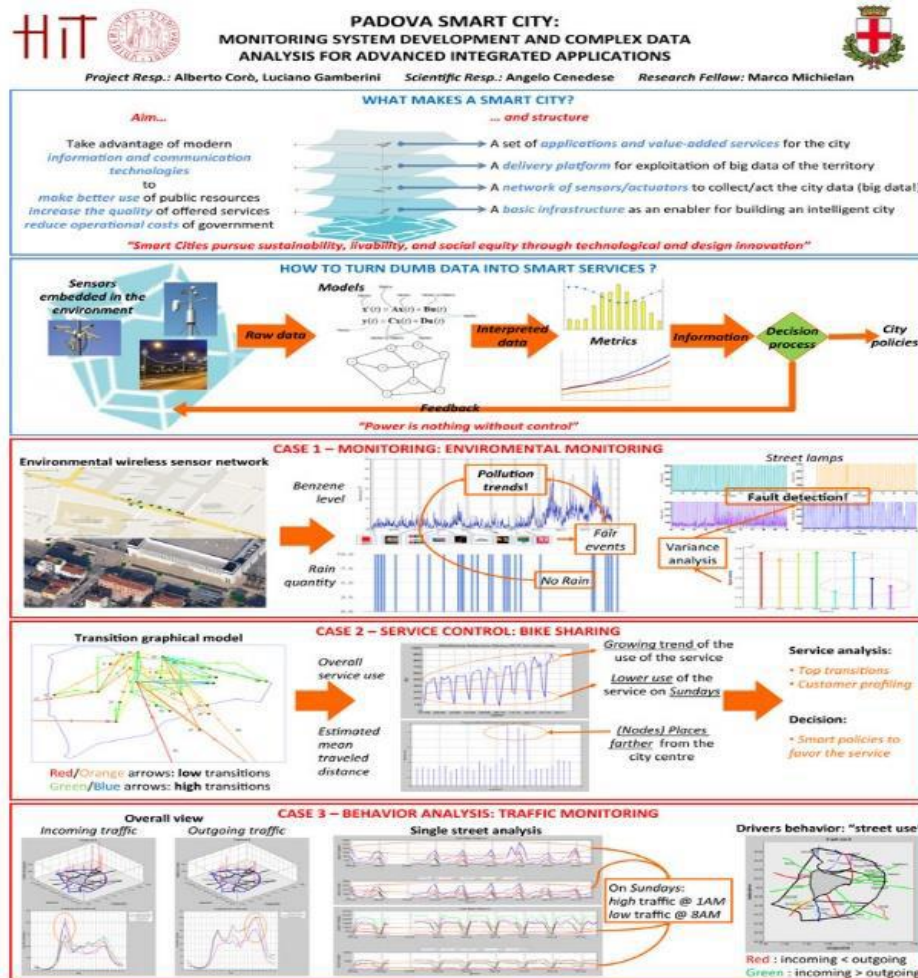 HIT
PADOVA SMART CITY:
MONITORING SYSTEM DEVELOPMENT AND COMPLEX DATA
ANALYSIS FOR ADVANCED INTEGRATED APPLICATIONS
Project Resp.: Alberto Corò, Luciano Gamberini Scientific Resp.: Angelo Cenedese Research Fellow: Marco Michielan
WHAT MAKES A SMART CITY?
Aim...
Take advantage of modern
information and communication
technologies
to
make better use of public resources
increase the quality of offered services
reduce operational costs of government
... and structure
A set of applications and value-added services for the city
A delivery platform for exploitation of big data of the territory
A network of sensors/actuators to collect/act the city data (big data!)
A basic infrastructure as an enabler for building an intelligent city
"Smart Cities pursue sustainability, livability, and social equity through technological and design innovation"
HOW TO TURN DUMB DATA INTO SMART SERVICES ?
Sensors
embedded in the
environment
Raw data
Models
x'(t) = Ax(t) + Bu(t)
y(t) = Cx(t) + Du(t)
Interpreted
data
Metrics
Information
Decision
process
City
policies
Feedback
"Power is nothing without control"
CASE 1 – MONITORING: ENVIROMENTAL MONITORING
Environmental wireless sensor network
Benzene
level
Pollution
trends!
Fair
events
Rain
quantity
No Rain
Street lamps
Fault detection!
Variance
analysis
CASE 2 – SERVICE CONTROL: BIKE SHARING
Transition graphical model
Red/Orange arrows: low transitions
Green/Blue arrows: high transitions
Overall
service use
Estimated
mean
traveled
distance
Growing trend of the
use of the service
Lower use of the
service on Sundays
(Nodes) Places
farther from the
city centre
Service analysis:
• Top transitions
• Customer profiling
Decision:
• Smart policies to
favor the service
CASE 3 – BEHAVIOR ANALYSIS: TRAFFIC MONITORING
Overall view
Incoming traffic Outgoing traffic
Single street analysis
On Sundays:
high traffic @ 1AM
low traffic @ 8AM
Drivers behavior: "street use"
Red : incoming < outgoing
Green : incoming > outgoing